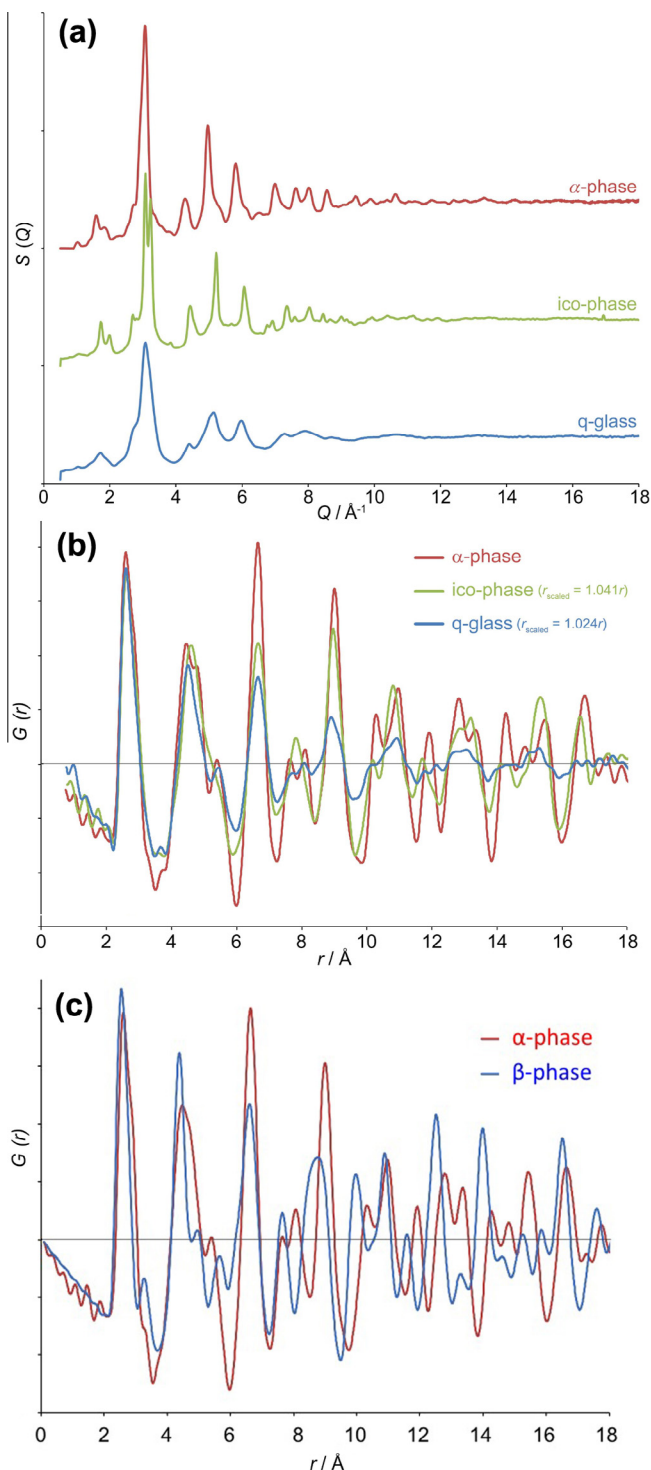 (a)
S (Q)
α-phase
ico-phase
q-glass
0 2 4 6 8 10 12 14 16 18
Q / Å-1
(b)
α-phase
ico-phase (rscaled = 1.041r)
q-glass (rscaled = 1.024r)
G (r)
0 2 4 6 8 10 12 14 16 18
r / Å
(c)
α-phase
β-phase
G (r)
0 2 4 6 8 10 12 14 16 18
r / Å